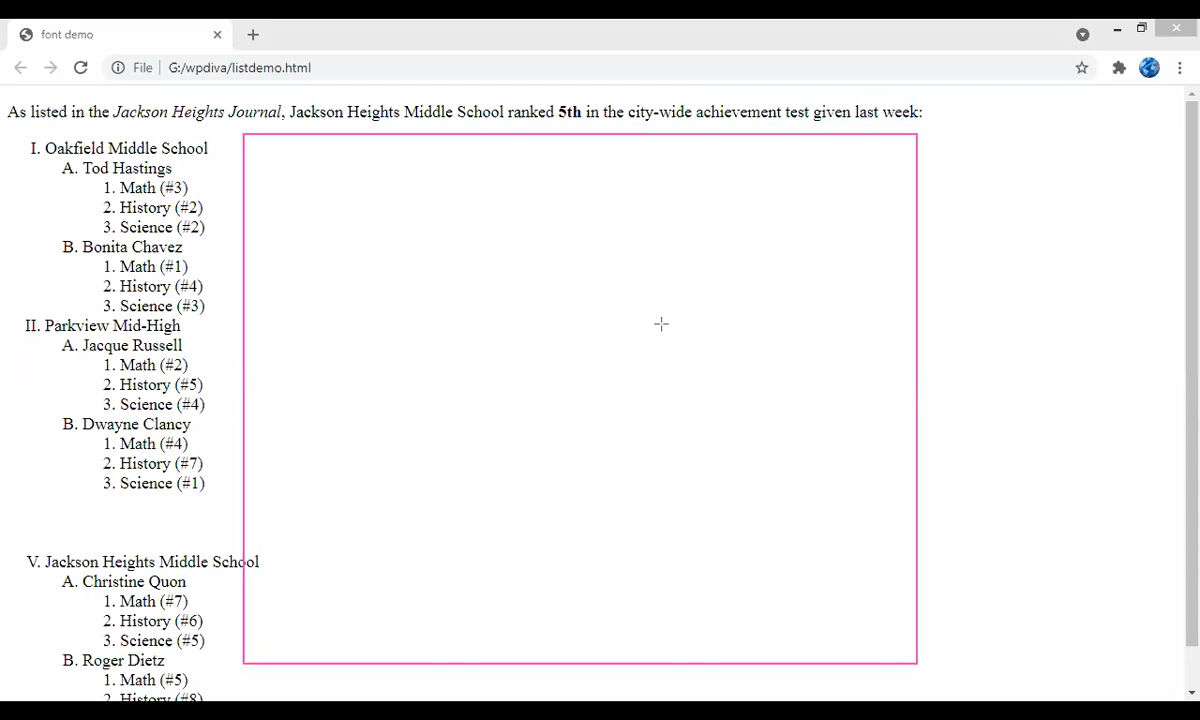 font demo
File G:/wpdiva/listdemo.html
As listed in the Jackson Heights Journal, Jackson Heights Middle School ranked 5th in the city-wide achievement test given last week:
I. Oakfield Middle School
A. Tod Hastings
1. Math (#3)
2. History (#2)
3. Science (#2)
B. Bonita Chavez
1. Math (#1)
2. History (#4)
3. Science (#3)
II. Parkview Mid-High
A. Jacque Russell
1. Math (#2)
2. History (#5)
3. Science (#4)
B. Dwayne Clancy
1. Math (#4)
2. History (#7)
3. Science (#1)
V. Jackson Heights Middle School
A. Christine Quon
1. Math (#7)
2. History (#6)
3. Science (#5)
B. Roger Dietz
1. Math (#5)
2. History (#8)